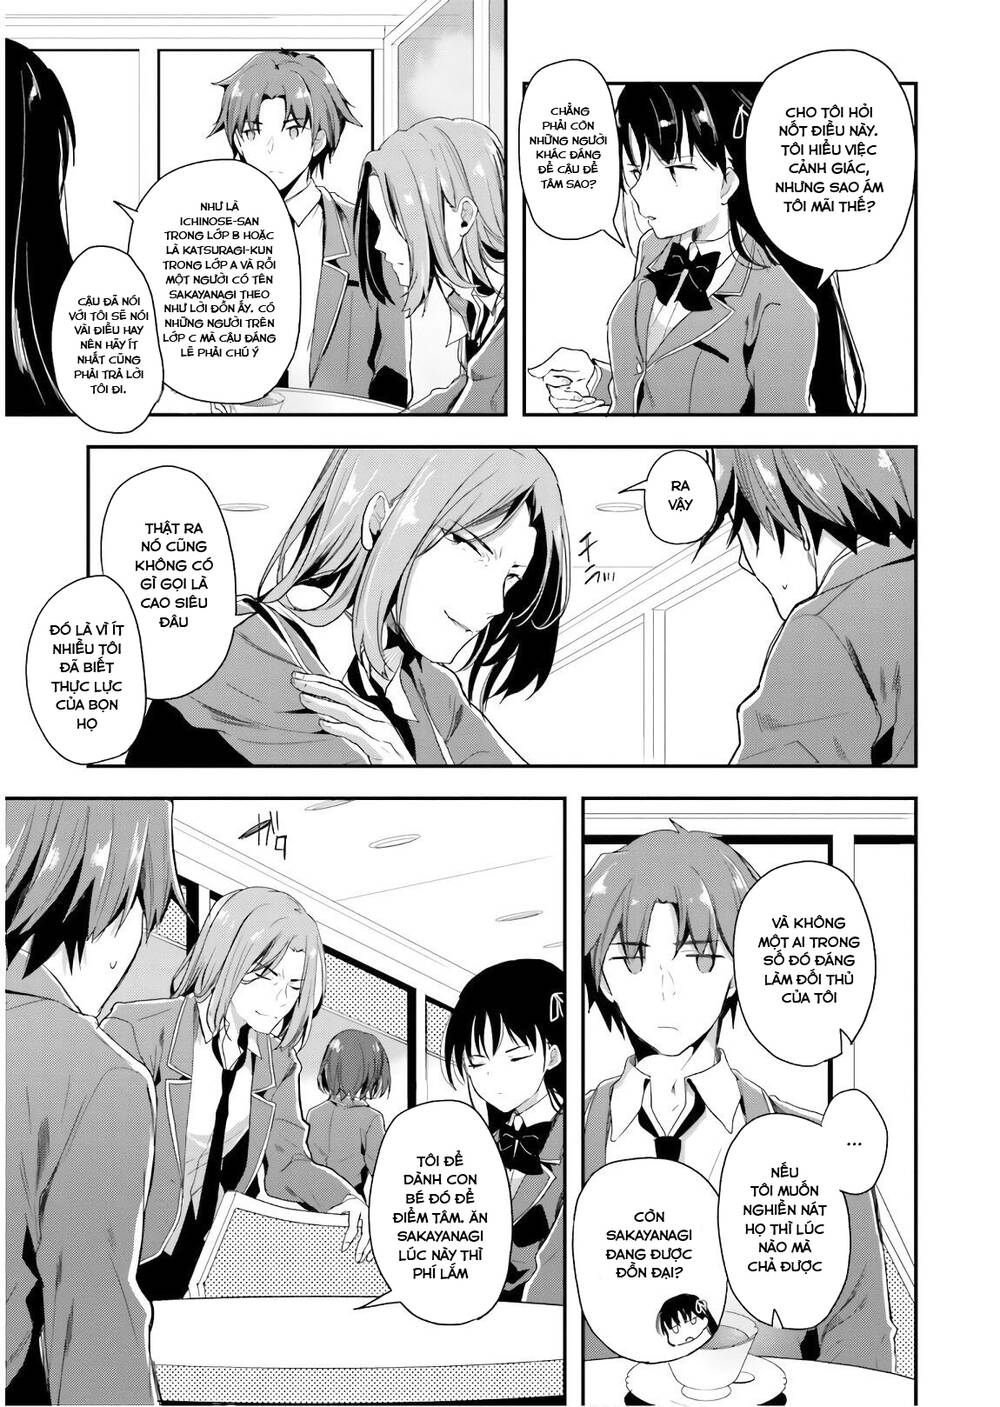 CHO TÔI HỎI
NỐT ĐIỀU NÀY.
TÔI HIỂU VIỆC
CẢNH GIÁC,
NHƯNG SAO ÁM
TÔI MÃI THẾ?
CHẲNG
PHẢI CÒN
NHỮNG NGƯỜI
KHÁC ĐÁNG
ĐỂ CẬU ĐỂ
TÂM SAO?
NHƯ LÀ
ICHINOSE-SAN
TRONG LỚP B HOẶC
LÀ KATSURAGI-KUN
TRONG LỚP A VÀ RỒI
MỘT NGƯỜI CÓ TÊN
SAKAYANAGI THEO
NHƯ LỜI ĐỒN ẤY. CÓ
NHỮNG NGƯỜI TRÊN
LỚP C MÀ CẬU ĐÁNG
LẼ PHẢI CHÚ Ý
CẬU ĐÃ NÓI
VỚI TÔI SẼ NÓI
VÀI ĐIỀU HAY
NÊN HÃY ÍT
NHẤT CŨNG
PHẢI TRẢ LỜI
TÔI ĐI.
RA
VẬY
THẬT RA
NÓ CŨNG
KHÔNG CÓ
GÌ GỌI LÀ
CAO SIÊU
ĐÂU
ĐÓ LÀ VÌ ÍT
NHIỀU TÔI
ĐÃ BIẾT
THỰC LỰC
CỦA BỌN
HỌ
VÀ KHÔNG
MỘT AI TRONG
SỐ ĐÓ ĐÁNG
LÀM ĐỐI THỦ
CỦA TÔI
...
NẾU
TÔI MUỐN
NGHIỀN NÁT
HỌ THÌ LÚC
NÀO MÀ
CHẢ ĐƯỢC
CÒN
SAKAYANAGI
ĐANG ĐƯỢC
ĐỒN ĐẠI?
TÔI ĐỂ
DÀNH CON
BÉ ĐÓ ĐỂ
ĐIỂM TÂM. ĂN
SAKAYANAGI
LÚC NÀY THÌ
PHÍ LẮM